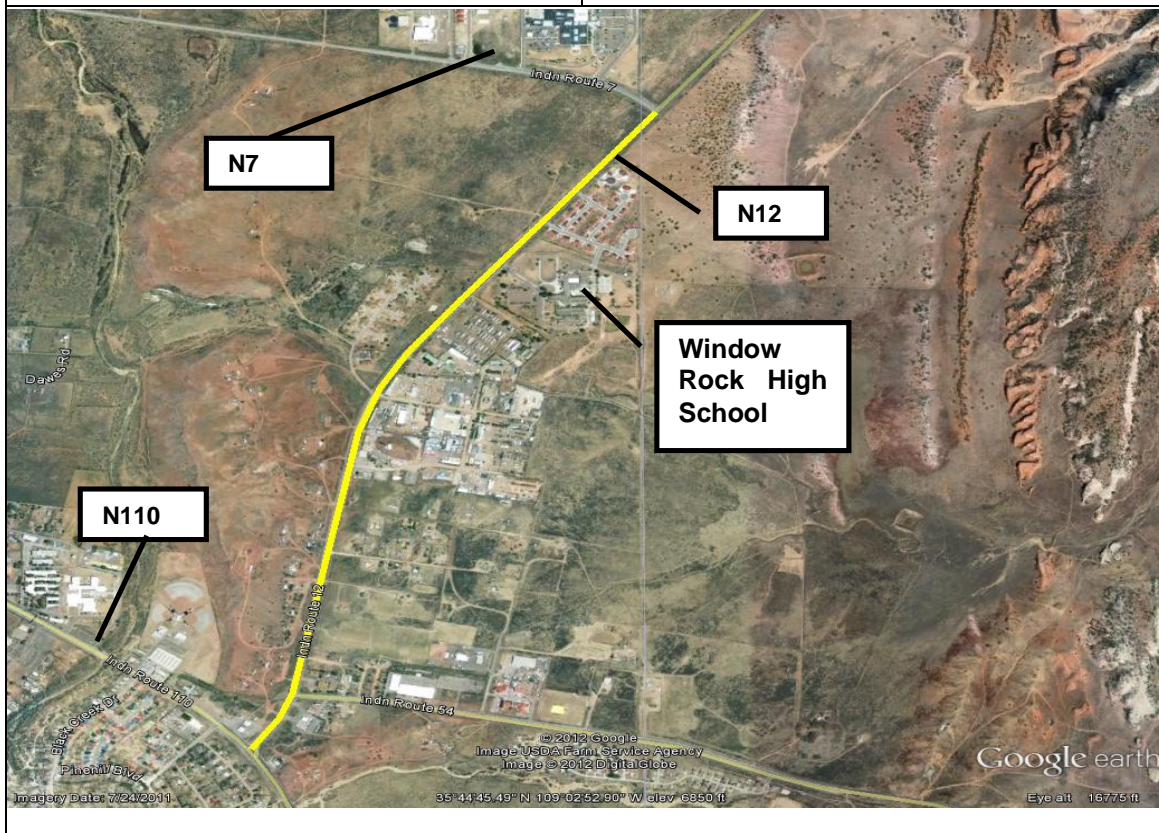 Indn Route 7
N7
N12
Window
Rock High
School
Dawes Rd
N110
Indn Route 12
Indn Route 110
Indn Route 54
Black Creek Dr
Pinehill Blvd
© 2012 Google
Image USDA Farm Service Agency
Image © 2012 DigitalGlobe
Google earth
Imagery Date: 7/24/2011
35°44'45.49" N 109°02'52.90" W elev 6850 ft
Eye alt 16775 ft